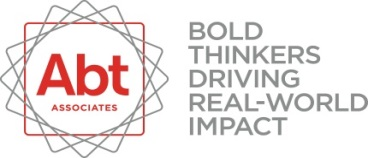 Abt
ASSOCIATES
BOLD
THINKERS
DRIVING
REAL-WORLD
IMPACT